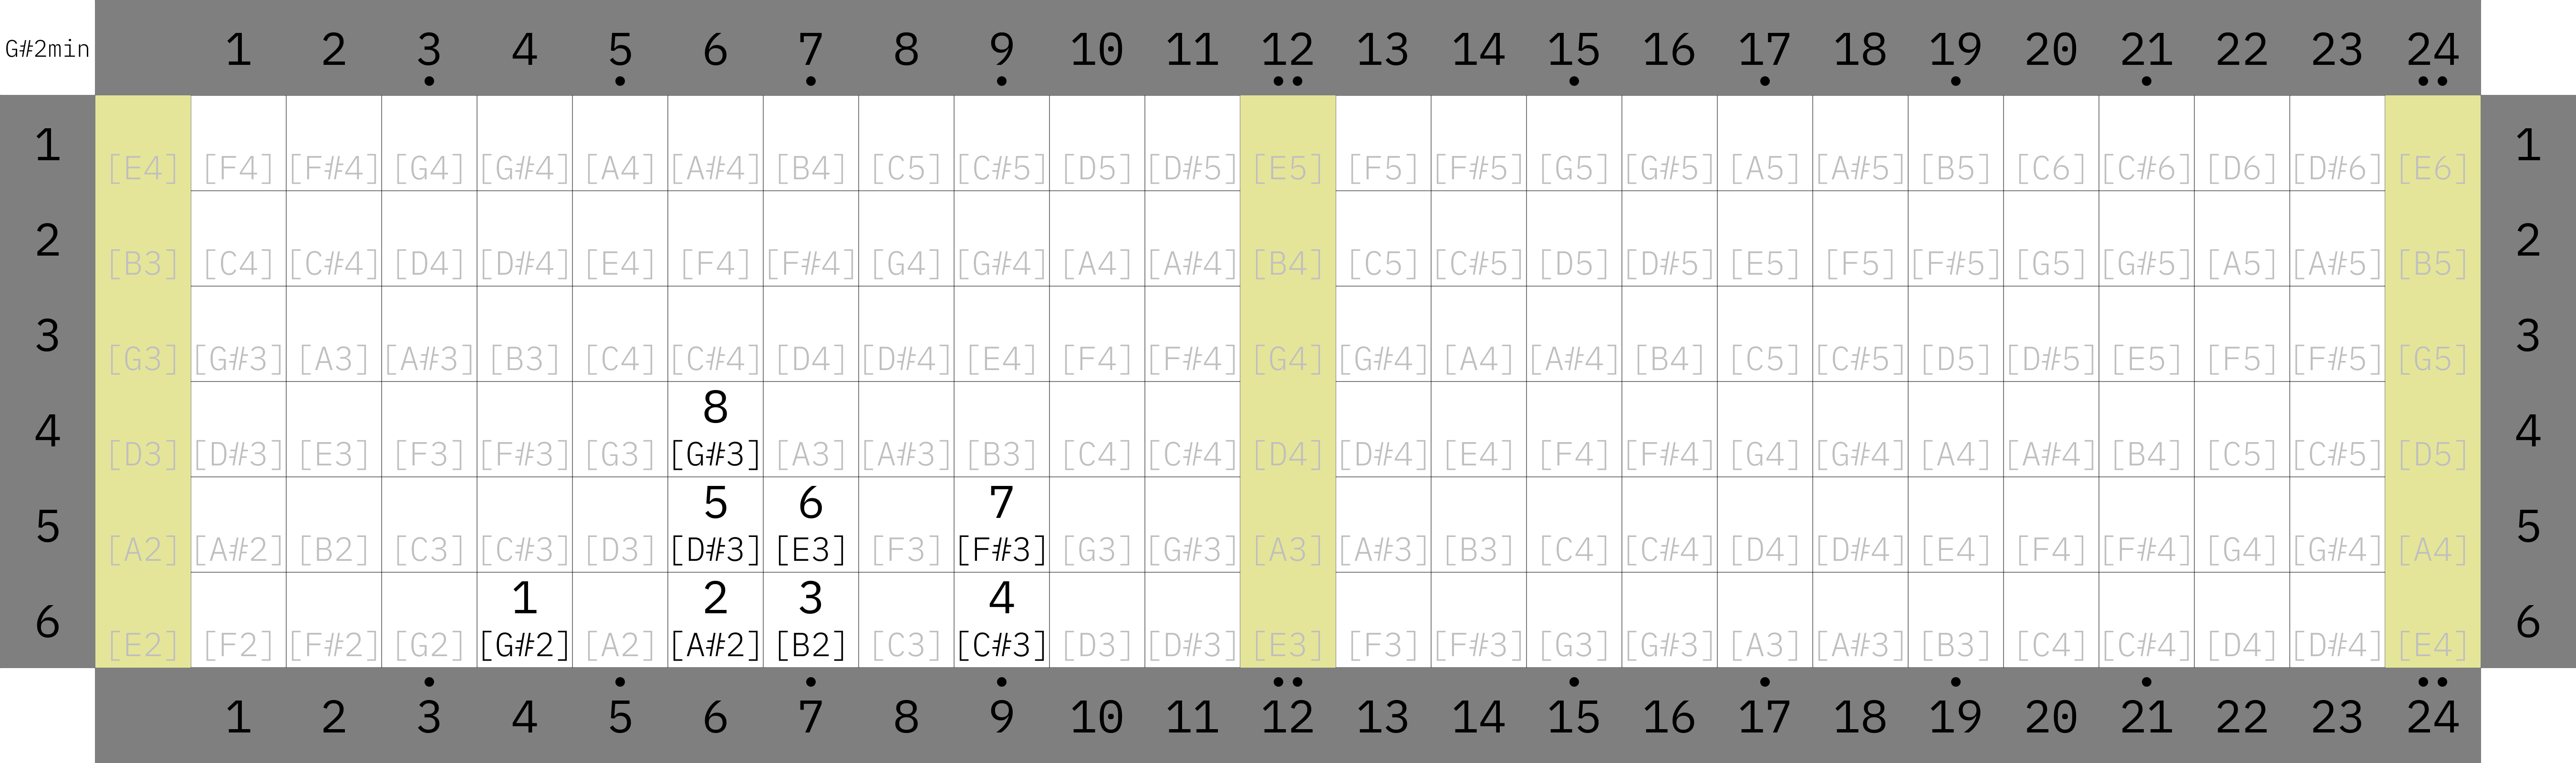 G#2min 1 2 3 4 5 6 7 8 9 10 11 12 13 14 15 16 17 18 19 20 21 22 23 24
1 [E4] [F4] [F#4] [G4] [G#4] [A4] [A#4] [B4] [C5] [C#5] [D5] [D#5] [E5] [F5] [F#5] [G5] [G#5] [A5] [A#5] [B5] [C6] [C#6] [D6] [D#6] [E6] 1
2 [B3] [C4] [C#4] [D4] [D#4] [E4] [F4] [F#4] [G4] [G#4] [A4] [A#4] [B4] [C5] [C#5] [D5] [D#5] [E5] [F5] [F#5] [G5] [G#5] [A5] [A#5] [B5] 2
3 [G3] [G#3] [A3] [A#3] [B3] [C4] [C#4] [D4] [D#4] [E4] [F4] [F#4] [G4] [G#4] [A4] [A#4] [B4] [C5] [C#5] [D5] [D#5] [E5] [F5] [F#5] [G5] 3
8
4 [D3] [D#3] [E3] [F3] [F#3] [G3] [G#3] [A3] [A#3] [B3] [C4] [C#4] [D4] [D#4] [E4] [F4] [F#4] [G4] [G#4] [A4] [A#4] [B4] [C5] [C#5] [D5] 4
5 6 7
5 [A2] [A#2] [B2] [C3] [C#3] [D3] [D#3] [E3] [F3] [F#3] [G3] [G#3] [A3] [A#3] [B3] [C4] [C#4] [D4] [D#4] [E4] [F4] [F#4] [G4] [G#4] [A4] 5
1 2 3 4
6 [E2] [F2] [F#2] [G2] [G#2] [A2] [A#2] [B2] [C3] [C#3] [D3] [D#3] [E3] [F3] [F#3] [G3] [G#3] [A3] [A#3] [B3] [C4] [C#4] [D4] [D#4] [E4] 6
1 2 3 4 5 6 7 8 9 10 11 12 13 14 15 16 17 18 19 20 21 22 23 24